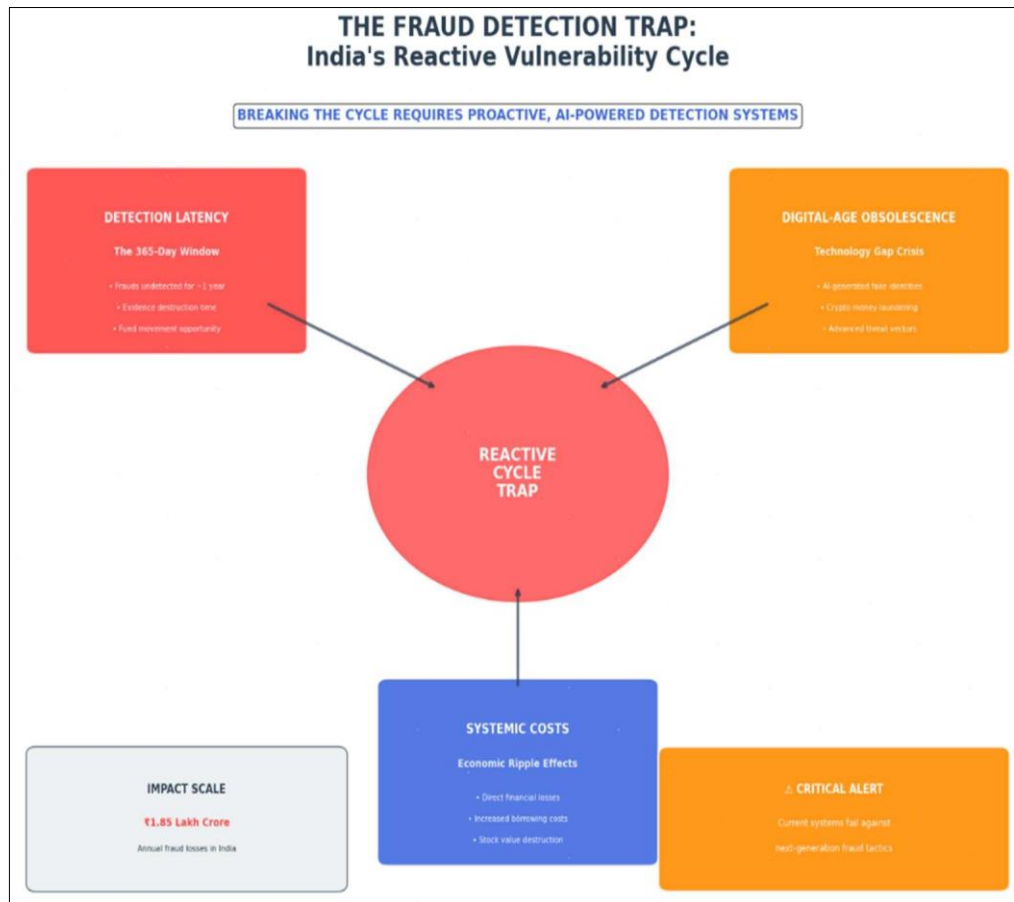 THE FRAUD DETECTION TRAP:
India's Reactive Vulnerability Cycle
BREAKING THE CYCLE REQUIRES PROACTIVE, AI-POWERED DETECTION SYSTEMS
DETECTION LATENCY
The 365-Day Window
• Frauds undetected for ~1 year
• Evidence destruction time
• Fund movement opportunity
DIGITAL-AGE OBSOLESCENCE
Technology Gap Crisis
• AI-generated fake identities
• Crypto money laundering
• Advanced threat vectors
REACTIVE
CYCLE
TRAP
SYSTEMIC COSTS
Economic Ripple Effects
• Direct financial losses
• Increased borrowing costs
• Stock value destruction
IMPACT SCALE
₹1.85 Lakh Crore
Annual fraud losses in India
⚠ CRITICAL ALERT
Current systems fail against
next-generation fraud tactics